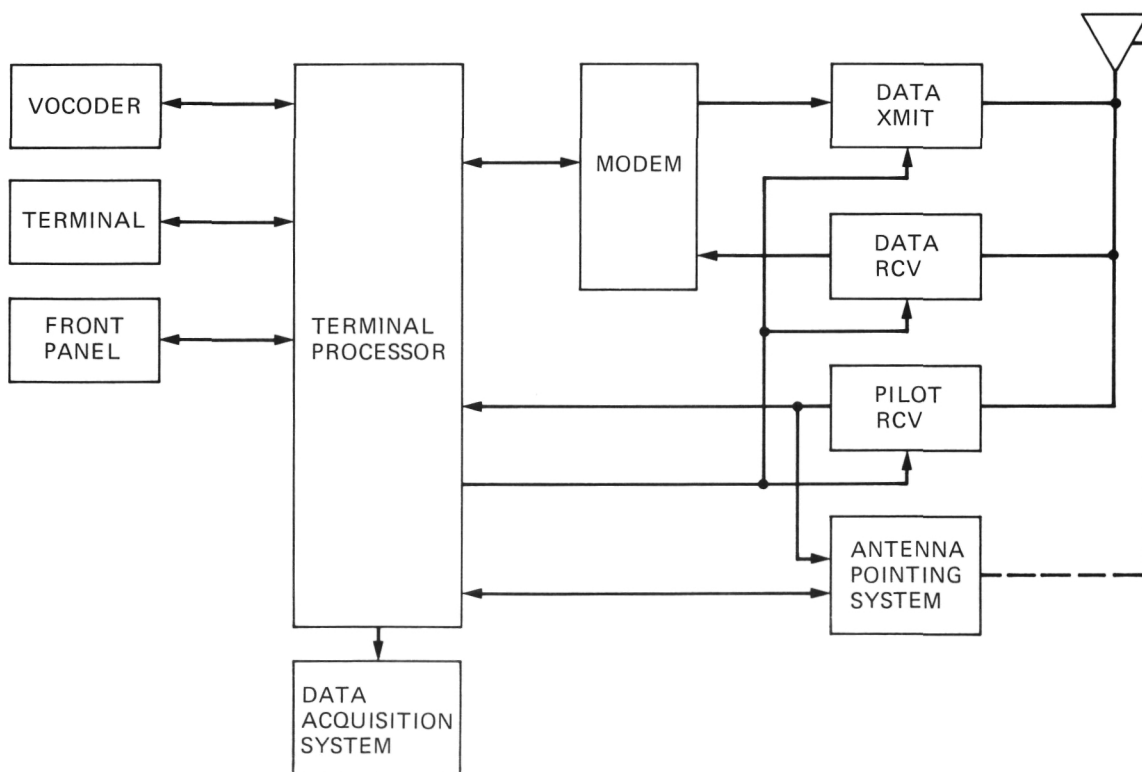 VOCODER
TERMINAL
FRONT
PANEL
TERMINAL
PROCESSOR
MODEM
DATA
XMIT
DATA
RCV
PILOT
RCV
ANTENNA
POINTING
SYSTEM
DATA
ACQUISITION
SYSTEM